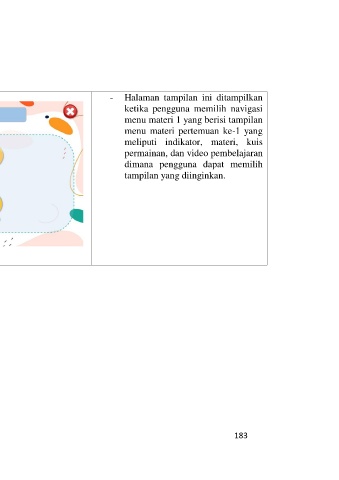 - Halaman tampilan ini ditampilkan
ketika pengguna memilih navigasi
menu materi 1 yang berisi tampilan
menu materi pertemuan ke-1 yang
meliputi indikator, materi, kuis
permainan, dan video pembelajaran
dimana pengguna dapat memilih
tampilan yang diinginkan.
183